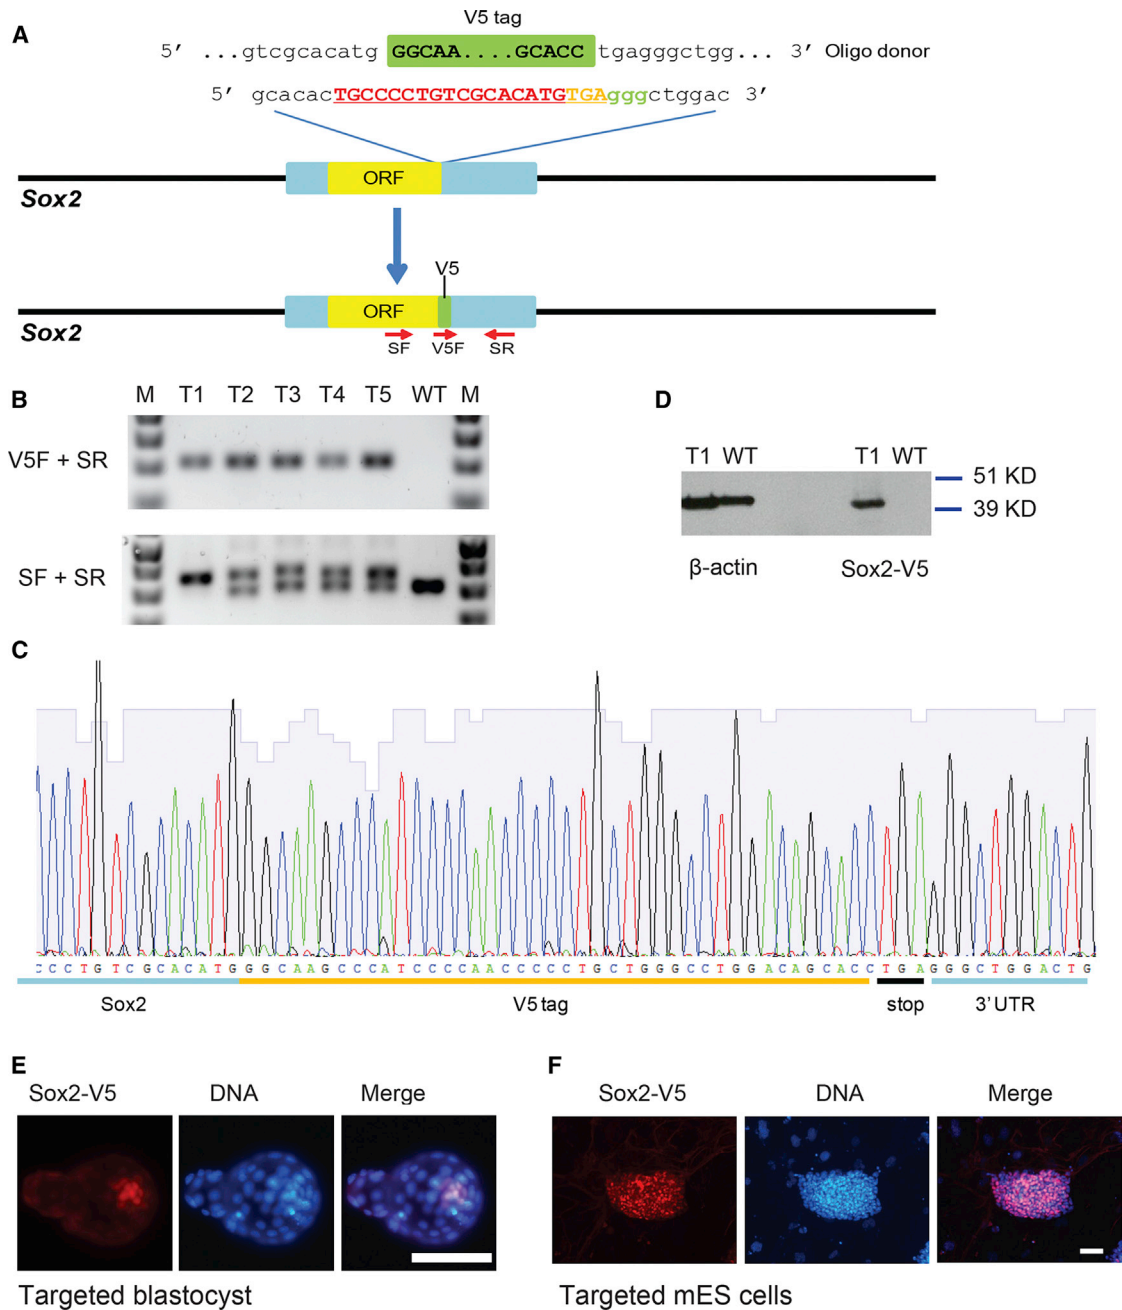 A
V5 tag
5′ ...gtcgcacatg GGCAA....GCACC tgagggctgg... 3′ Oligo donor
5′ gcacacTGCCCCTGTCGCACATGTGAgggctggac 3′
ORF
Sox2
V5
ORF
Sox2
SF V5F SR
B
M T1 T2 T3 T4 T5 WT M
V5F + SR
SF + SR
D
T1 WT T1 WT
51 KD
39 KD
β-actin Sox2-V5
C
CCCTGTCGCACATGGGCAAGCCCATCCCCAACCCCCTGCTGGGCCTGGACAGCACCTGAGGGCTGGACTG
Sox2 V5 tag stop 3′UTR
E
Sox2-V5 DNA Merge
Targeted blastocyst
F
Sox2-V5 DNA Merge
Targeted mES cells